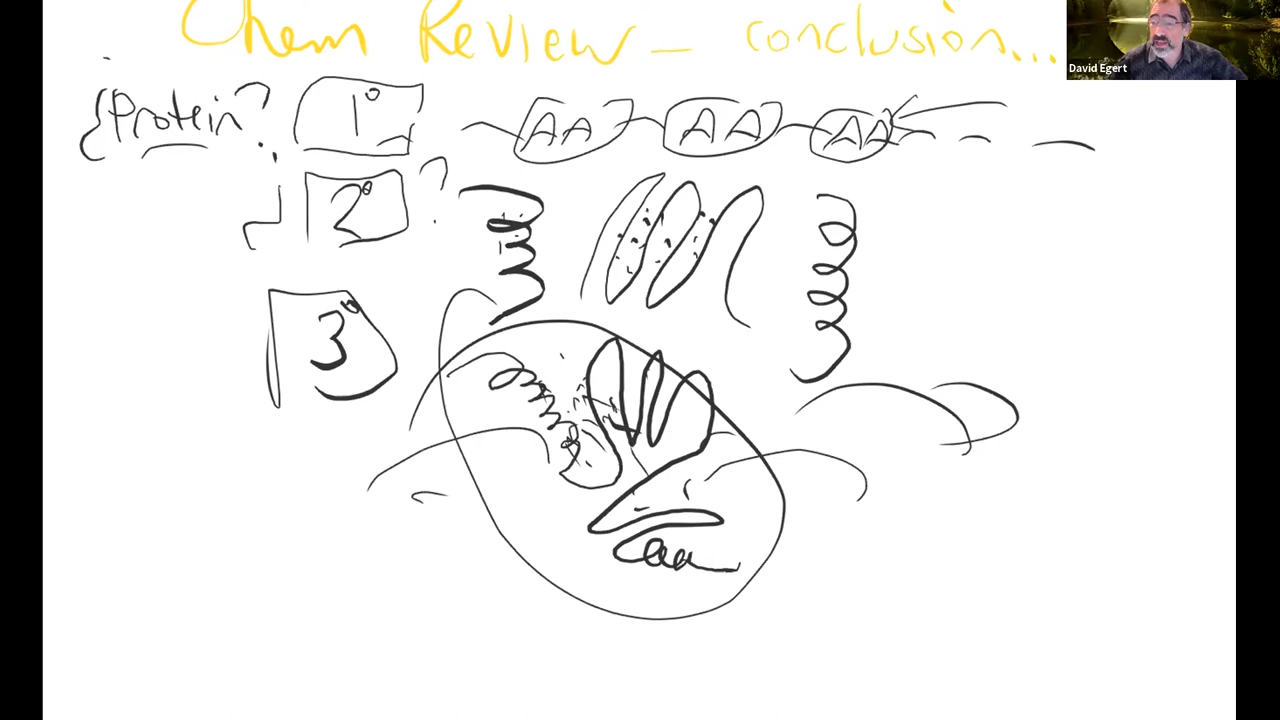 Chem Review - conclusion...
David Egert
{Protein? 1° AA AA AA
2° ?
3°